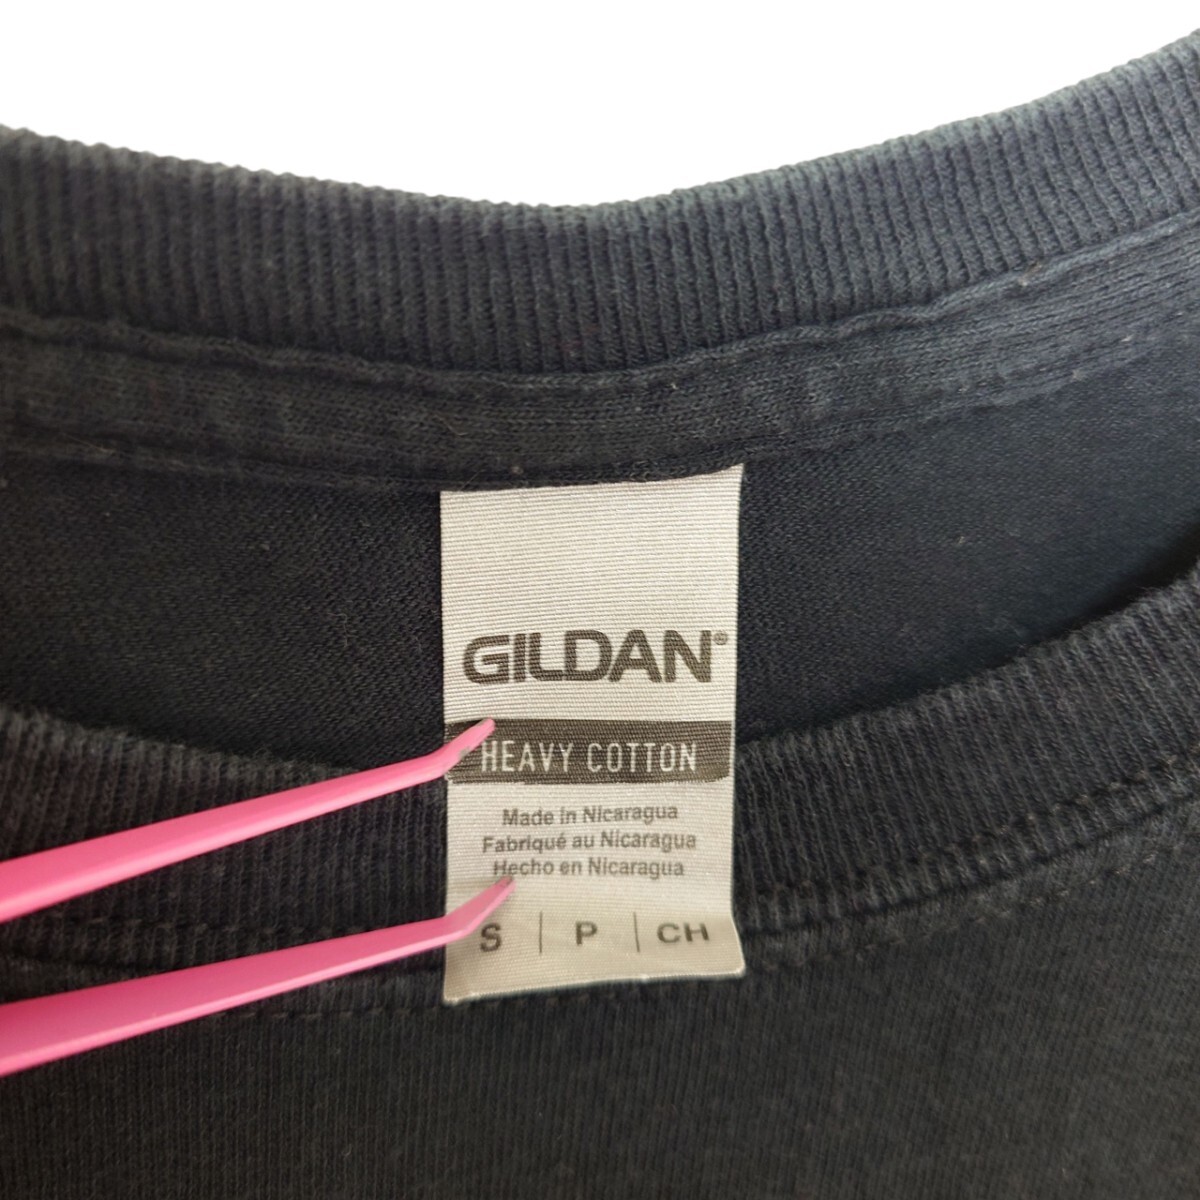 GILDAN®
HEAVY COTTON
Made in Nicaragua
Fabriqué au Nicaragua
Hecho en Nicaragua
S | P | CH